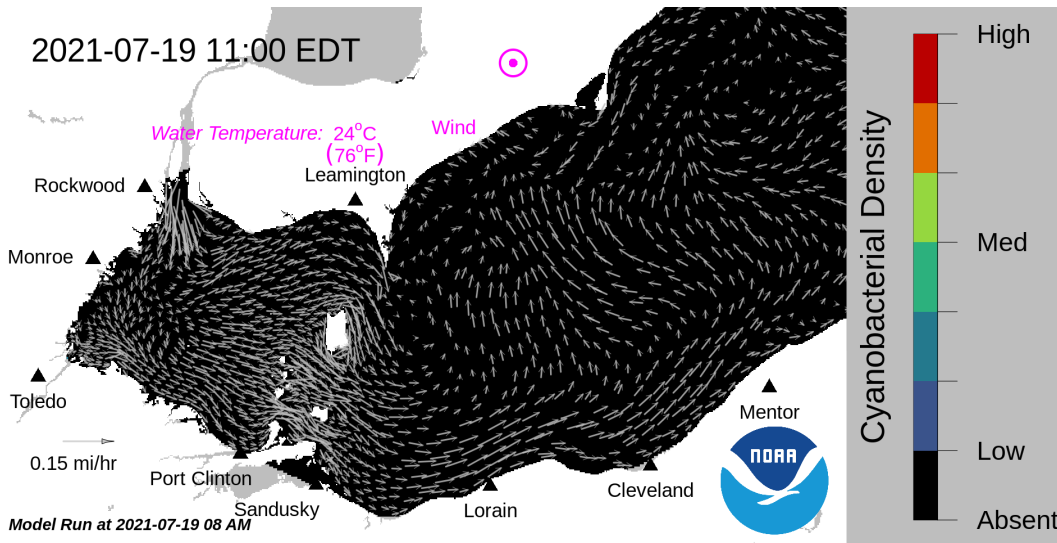 2021-07-19 11:00 EDT
High
Water Temperature: 24°C
(76°F)
Wind
Leamington
Rockwood
Monroe
Cyanobacterial Density
Med
Toledo
Mentor
0.15 mi/hr
NOAA
Low
Port Clinton
Cleveland
Sandusky
Lorain
Absent
Model Run at 2021-07-19 08 AM